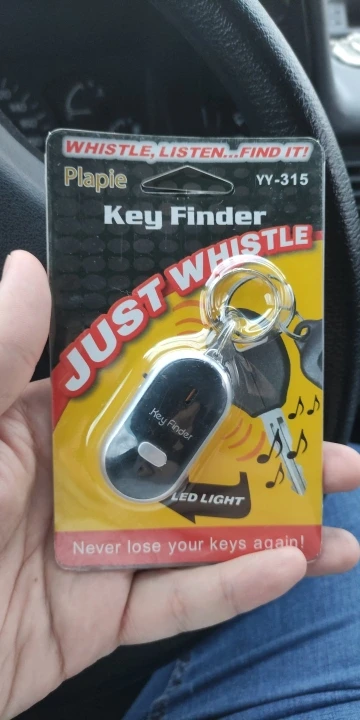 WHISTLE, LISTEN...FIND IT!
Plapie
YY-315
Key Finder
JUST WHISTLE
Key Finder
LED LIGHT
Never lose your keys again!